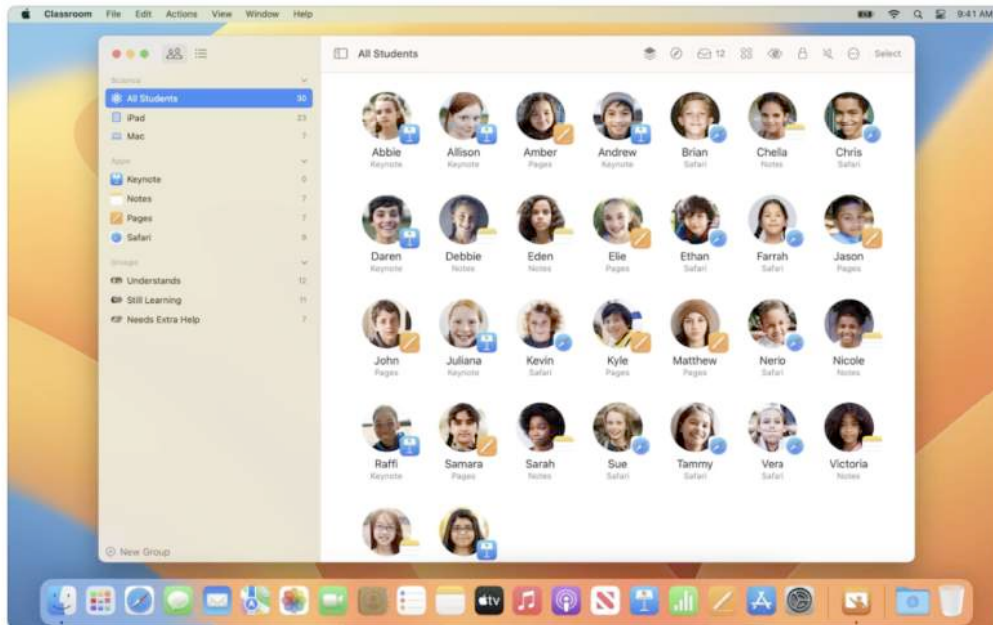 Classroom File Edit Actions View Window Help 9:41 AM
All Students 12 Select
Science
All Students 30
iPad 23
Mac 7
Apps
Keynote
Notes 7
Pages 7
Safari
Groups
Understands 12
Still Learning 11
Needs Extra Help 7
New Group
Abbie Allison Amber Andrew Brian Chella Chris
Keynote Keynote Pages Keynote Safari Notes Safari
Daren Debbie Eden Elie Ethan Farrah Jason
Keynote Notes Notes Pages Safari Safari Pages
John Juliana Kevin Kyle Matthew Nerio Nicole
Pages Keynote Safari Pages Pages Safari Notes
Raffi Samara Sarah Sue Tammy Vera Victoria
Keynote Pages Notes Safari Safari Safari Notes
tv